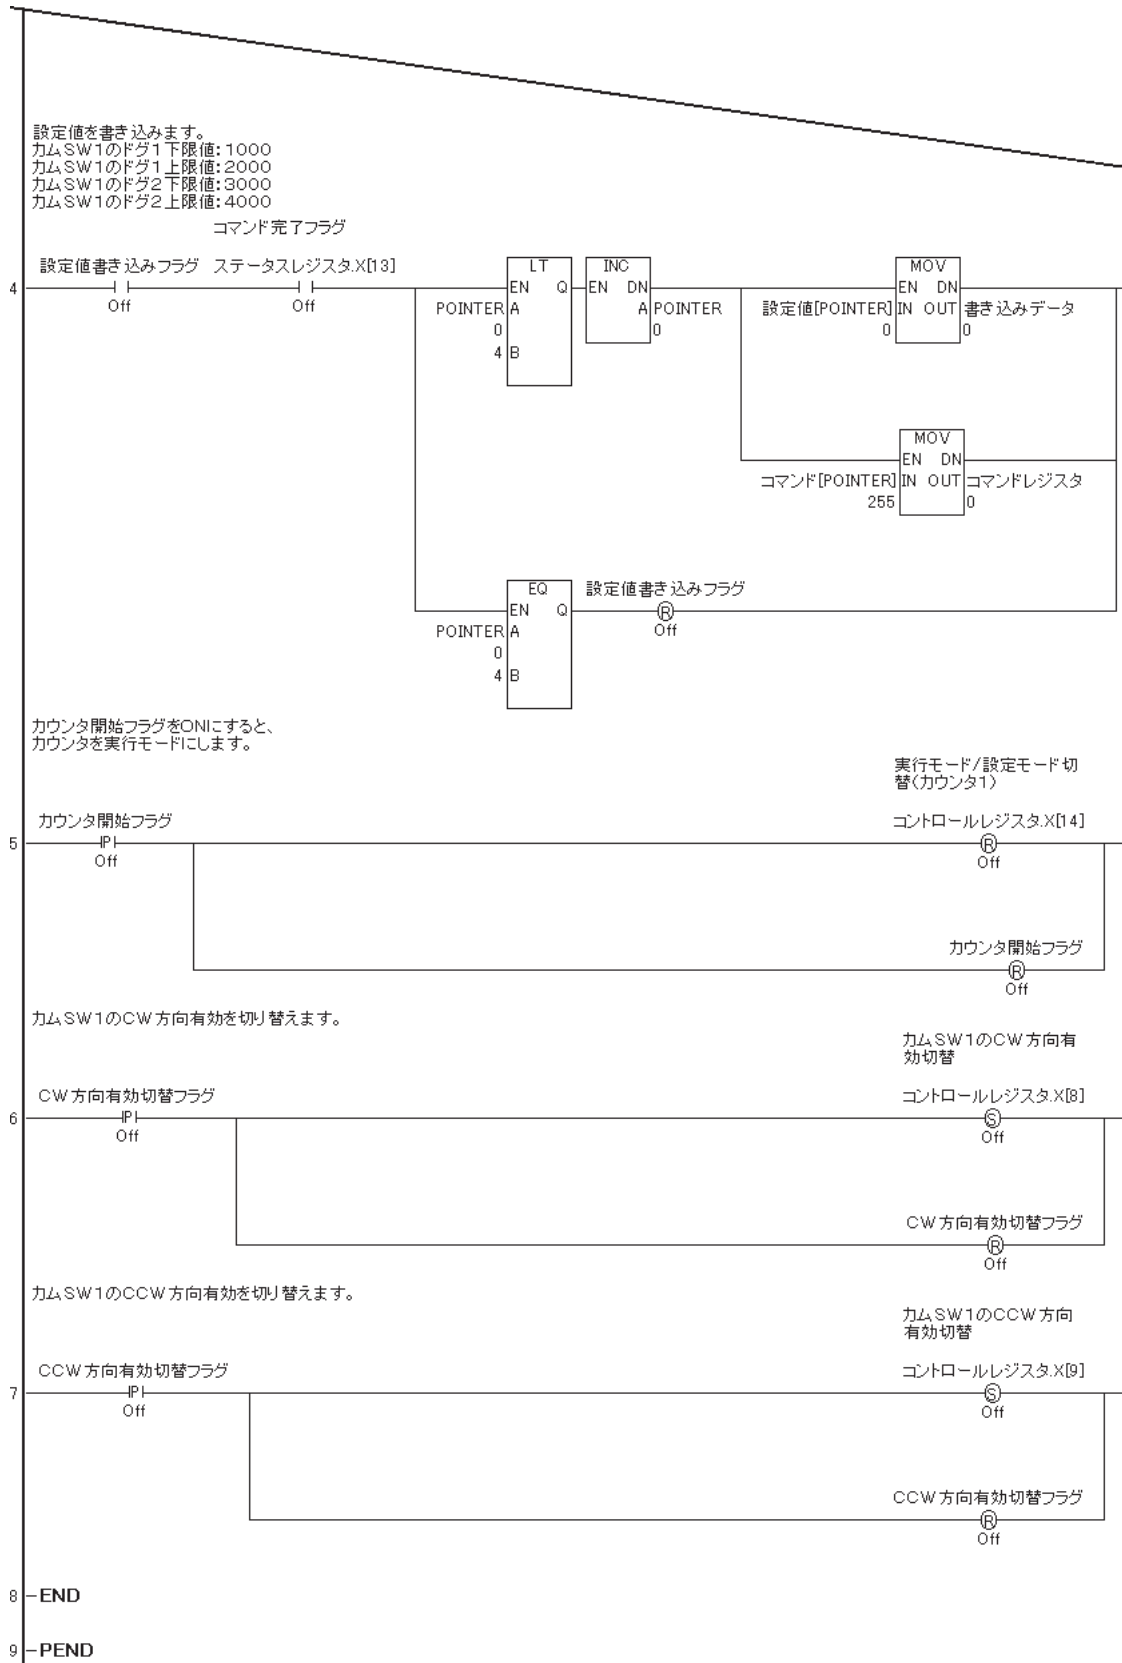 設定値を書き込みます。
カムSW1のドグ1下限値:1000
カムSW1のドグ1上限値:2000
カムSW1のドグ2下限値:3000
カムSW1のドグ2上限値:4000
コマンド完了フラグ
設定値書き込みフラグ ステータスレジスタ.X[13]
4
Off Off
LT
EN Q
POINTER A
0
4 B
INC
EN DN
A POINTER
0
MOV
EN DN
設定値[POINTER] IN OUT 書き込みデータ
0 0
MOV
EN DN
コマンド[POINTER] IN OUT コマンドレジスタ
255 0
EQ
EN Q
POINTER A
0
4 B
設定値書き込みフラグ
R
Off
カウンタ開始フラグをONにすると、
カウンタを実行モードにします。
実行モード/設定モード切
替(カウンタ1)
カウンタ開始フラグ コントロールレジスタ.X[14]
5 P R
Off Off
カウンタ開始フラグ
R
Off
カムSW1のCW方向有効を切り替えます。
カムSW1のCW方向有
効切替
CW方向有効切替フラグ コントロールレジスタ.X[8]
6 P S
Off Off
CW方向有効切替フラグ
R
Off
カムSW1のCCW方向有効を切り替えます。
カムSW1のCCW方向
有効切替
CCW方向有効切替フラグ コントロールレジスタ.X[9]
7 P S
Off Off
CCW方向有効切替フラグ
R
Off
8 END
9 PEND